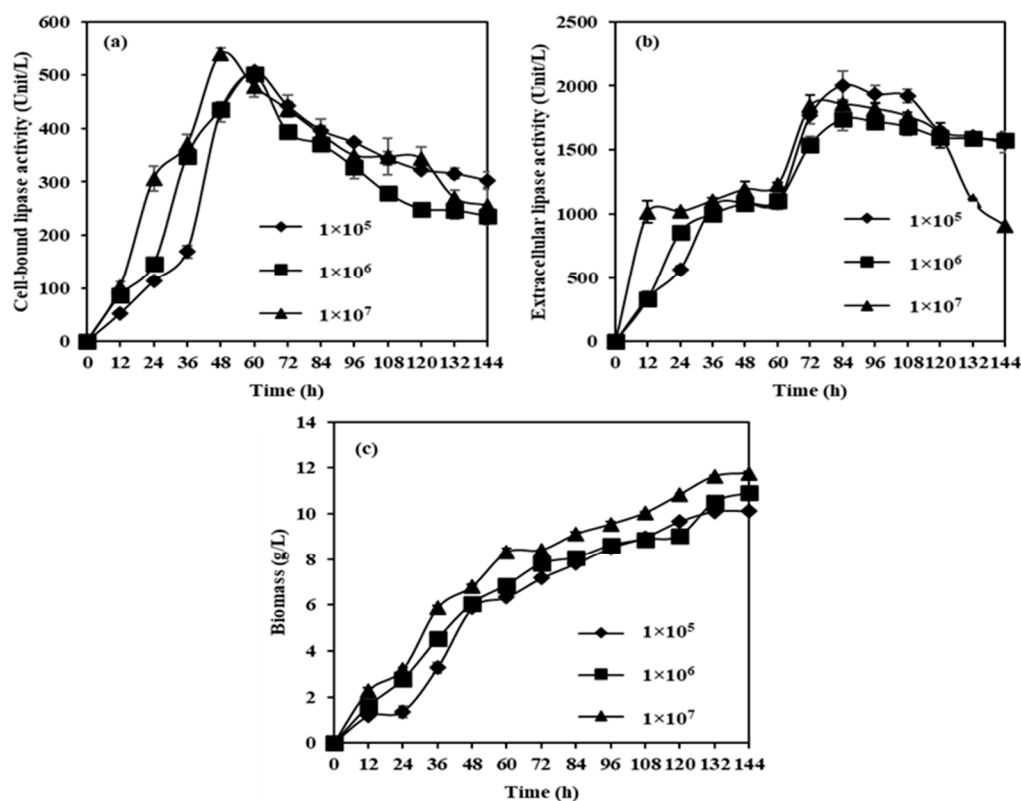 (a)
Cell-bound lipase activity (Unit/L)
600
500
400
300
200
100
0
1×10⁵
1×10⁶
1×10⁷
0 12 24 36 48 60 72 84 96 108 120 132 144
Time (h)
(b)
Extracellular lipase activity (Unit/L)
2500
2000
1500
1000
500
0
1×10⁵
1×10⁶
1×10⁷
0 12 24 36 48 60 72 84 96 108 120 132 144
Time (h)
(c)
Biomass (g/L)
14
12
10
8
6
4
2
0
1×10⁵
1×10⁶
1×10⁷
0 12 24 36 48 60 72 84 96 108 120 132 144
Time (h)